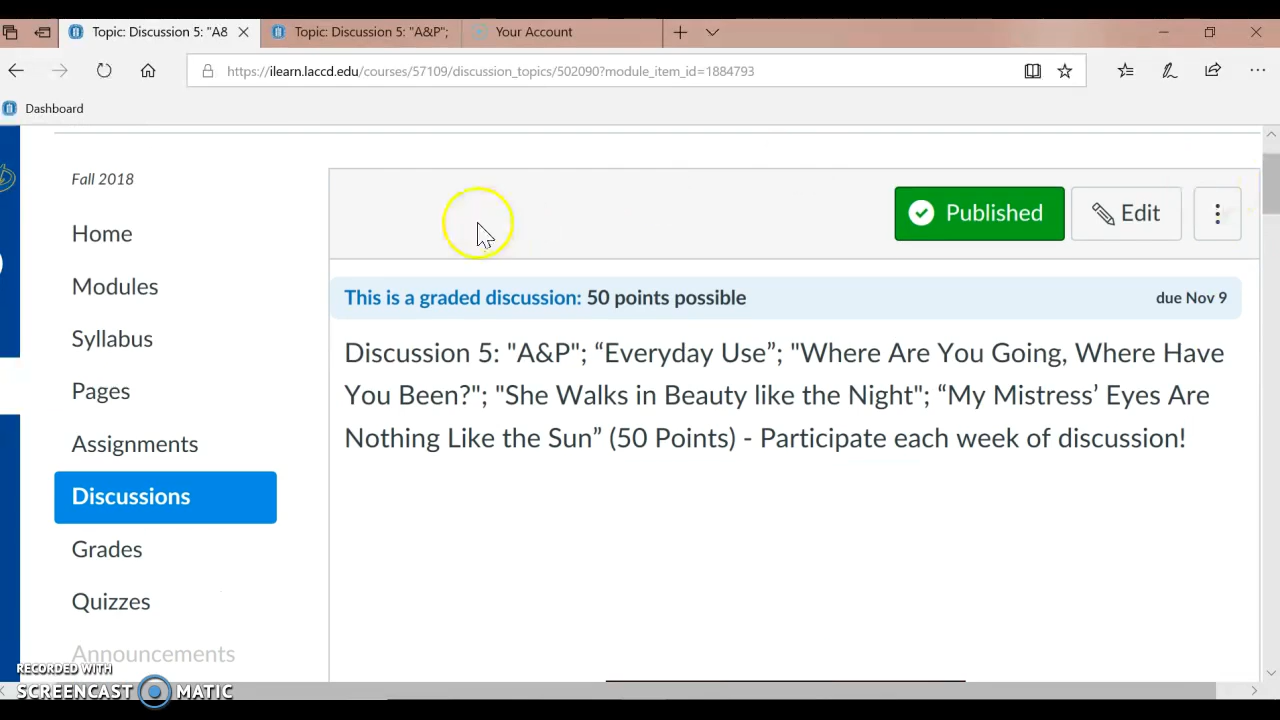 Topic: Discussion 5: "A&
Topic: Discussion 5: "A&P";
Your Account
https://ilearn.laccd.edu/courses/57109/discussion_topics/502090?module_item_id=1884793
Dashboard
Fall 2018
Home
Modules
Syllabus
Pages
Assignments
Discussions
Grades
Quizzes
Announcements
Published
Edit
This is a graded discussion: 50 points possible
due Nov 9
Discussion 5: "A&P"; “Everyday Use”; "Where Are You Going, Where Have
You Been?"; "She Walks in Beauty like the Night"; “My Mistress’ Eyes Are
Nothing Like the Sun” (50 Points) - Participate each week of discussion!
RECORDED WITH
SCREENCAST MATIC